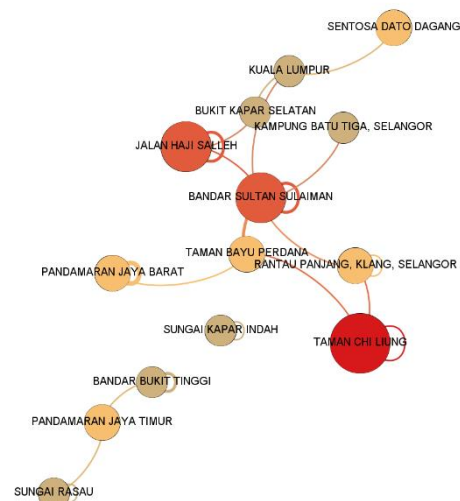 SENTOSA DATO DAGANG
KUALA LUMPUR
BUKIT KAPAR SELATAN
KAMPUNG BATU TIGA, SELANGOR
JALAN HAJI SALLEH
BANDAR SULTAN SULAIMAN
TAMAN BAYU PERDANA
RANTAU PANJANG, KLANG, SELANGOR
PANDAMARAN JAYA BARAT
SUNGAI KAPAR INDAH
TAMAN CHI LIUNG
BANDAR BUKIT TINGGI
PANDAMARAN JAYA TIMUR
SUNGAI RASAU